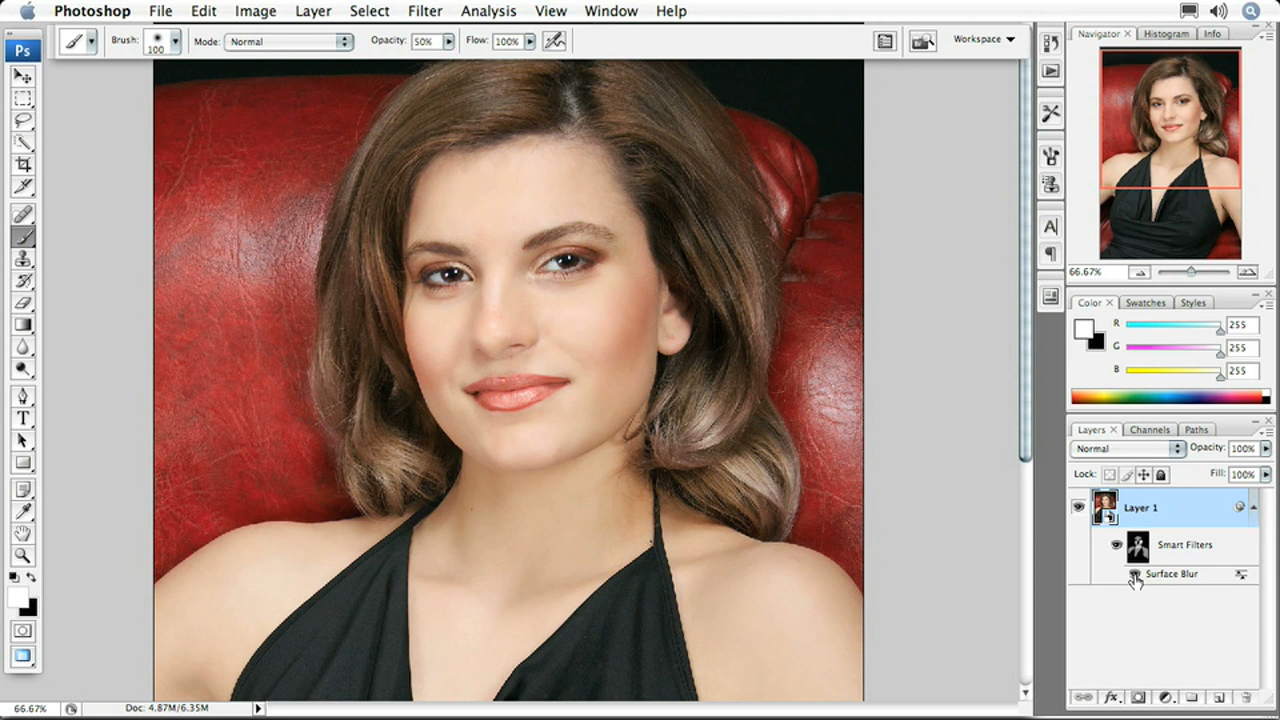 Photoshop File Edit Image Layer Select Filter Analysis View Window Help
Brush: 100 Mode: Normal Opacity: 50% Flow: 100% Workspace
Ps
Navigator Histogram Info
66.67%
Color Swatches Styles
R 255
G 255
B 255
Layers Channels Paths
Normal Opacity: 100%
Lock: Fill: 100%
Layer 1
Smart Filters
Surface Blur
fx
T
A
66.67% Doc: 4.87M/6.35M